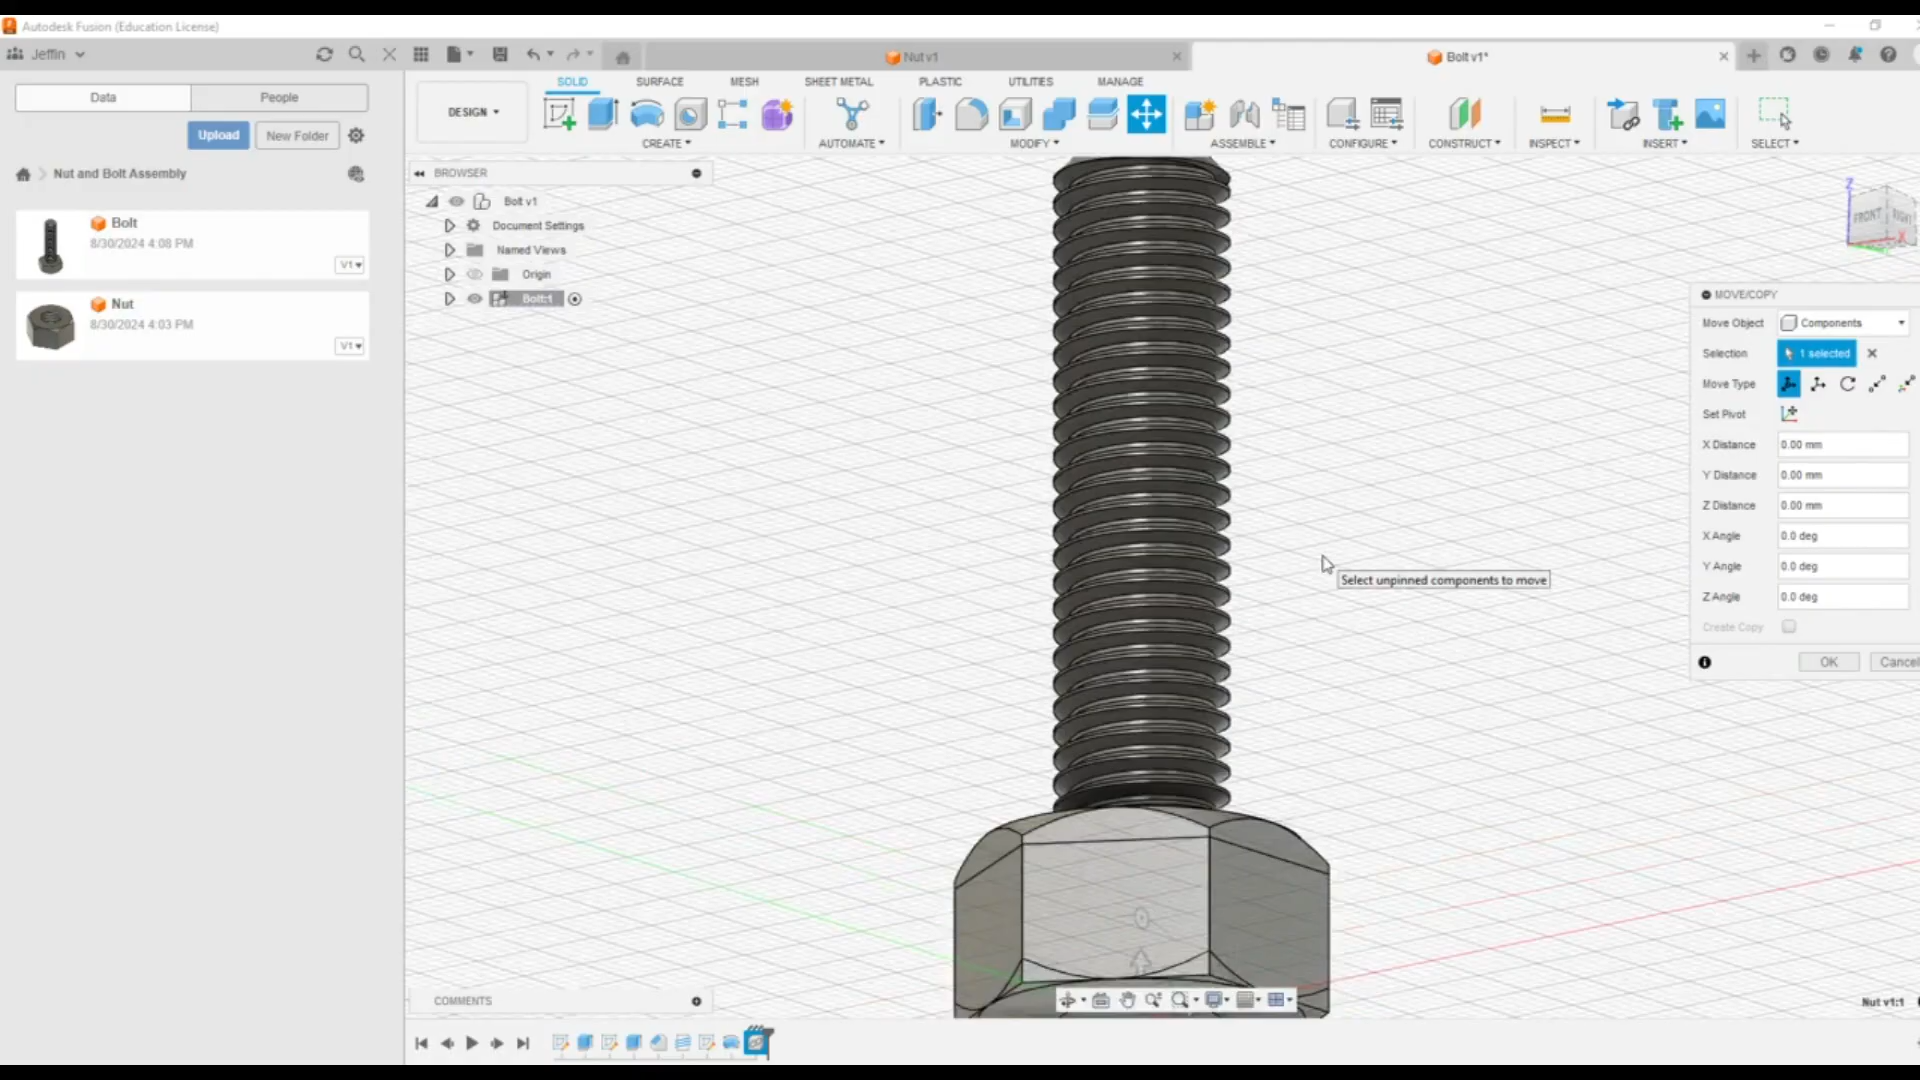 Autodesk Fusion (Education License)
Jeffin
Nut v1
Bolt v1*
Data
People
Upload
New Folder
Nut and Bolt Assembly
Bolt
8/30/2024 4:08 PM
V1
Nut
8/30/2024 4:03 PM
V1
DESIGN
SOLID
SURFACE
MESH
SHEET METAL
PLASTIC
UTILITIES
MANAGE
CREATE
AUTOMATE
MODIFY
ASSEMBLE
CONFIGURE
CONSTRUCT
INSPECT
INSERT
SELECT
BROWSER
Bolt v1
Document Settings
Named Views
Origin
Bolt:1
Z
FRONT
RIGHT
X
MOVE/COPY
Move Object
Components
Selection
1 selected
Move Type
Set Pivot
X Distance
0.00 mm
Y Distance
0.00 mm
Z Distance
0.00 mm
X Angle
0.0 deg
Y Angle
0.0 deg
Z Angle
0.0 deg
Create Copy
OK
Cancel
Select unpinned components to move
COMMENTS
Nut v1:1